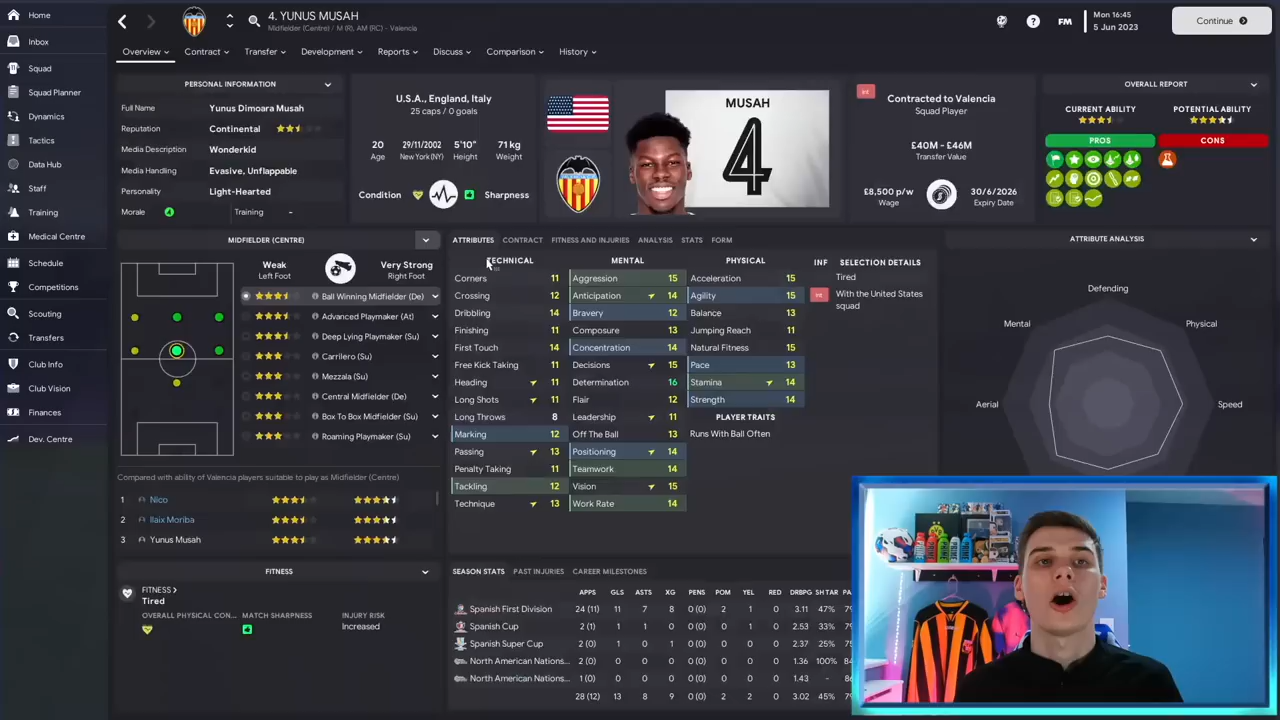 Home
4. YUNUS MUSAH
Midfielder (Centre) / M (R), AM (RC) - Valencia
FM
Mon 16:45
5 Jun 2023
Continue
Inbox
Squad
Squad Planner
Dynamics
Tactics
Data Hub
Staff
Training
Medical Centre
Schedule
Competitions
Scouting
Transfers
Club Info
Club Vision
Finances
Dev. Centre
Overview
Contract
Transfer
Development
Reports
Discuss
Comparison
History
PERSONAL INFORMATION
Full Name Yunus Dimoara Musah
Reputation Continental
Media Description Wonderkid
Media Handling Evasive, Unflappable
Personality Light-Hearted
Morale Training -
U.S.A., England, Italy
25 caps / 0 goals
20 5'10" 71 kg
Age New York(NY) Height Weight
Condition Sharpness
MUSAH
4
Int
Contracted to Valencia
Squad Player
£40M - £46M
Transfer Value
£8,500 p/w 30/6/2026
Wage Expiry Date
OVERALL REPORT
CURRENT ABILITY POTENTIAL ABILITY
PROS CONS
MIDFIELDER (CENTRE)
Weak Very Strong
Left Foot Right Foot
Ball Winning Midfielder (De)
Advanced Playmaker (At)
Deep Lying Playmaker (Su)
Carrilero (Su)
Mezzala (Su)
Central Midfielder (De)
Box To Box Midfielder (Su)
Roaming Playmaker (Su)
Compared with ability of Valencia players suitable to play as Midfielder (Centre)
1 Nico
2 Ilaix Moriba
3 Yunus Musah
FITNESS
FITNESS >
Tired
OVERALL PHYSICAL CON... MATCH SHARPNESS INJURY RISK
Increased
ATTRIBUTES CONTRACT FITNESS AND INJURIES ANALYSIS STATS FORM
TECHNICAL MENTAL PHYSICAL
Corners 11 Aggression 15 Acceleration 15
Crossing 12 Anticipation 14 Agility 15
Dribbling 14 Bravery 12 Balance 13
Finishing 11 Composure 13 Jumping Reach 11
First Touch 14 Concentration 14 Natural Fitness 15
Free Kick Taking 11 Decisions 15 Pace 13
Heading 11 Determination 16 Stamina 14
Long Shots 11 Flair 12 Strength 14
Long Throws 8 Leadership 11 PLAYER TRAITS
Marking 12 Off The Ball 13 Runs With Ball Often
Passing 13 Positioning 14
Penalty Taking 11 Teamwork 14
Tackling 12 Vision 15
Technique 13 Work Rate 14
INF SELECTION DETAILS
Tired
Int With the United States
squad
ATTRIBUTE ANALYSIS
Defending
Mental Physical
Aerial Speed
SEASON STATS PAST INJURIES CAREER MILESTONES
APPS GLS ASTS XG PENS POM YEL RED DRBPG SH TAR PA
Spanish First Division 24 (11) 11 7 8 0 (0) 2 1 0 3.11 47% 79
Spanish Cup 2 (1) 1 1 0 0 (0) 0 1 0 2.53 33% 79
Spanish Super Cup 2 (0) 1 0 0 0 (0) 0 0 0 2.37 25%
North American Nations... 2 (0) 0 0 0 0 (0) 0 0 0 1.36 100% 84
North American Nations... 1 (0) 0 0 0 0 (0) 0 0 0 1.43 -
28 (12) 13 8 9 0 (0) 2 2 0 3.02 45% 79